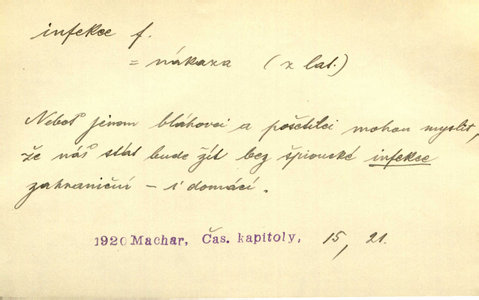 infekce f.
= nákaza (z lat.)
Neboť jenom bláhovci a pošetilci mohou myslit,
že náš stát bude žít bez špionské infekce
zahraniční – i domácí.
1920 Machar, Čas. kapitoly, 15, 21.